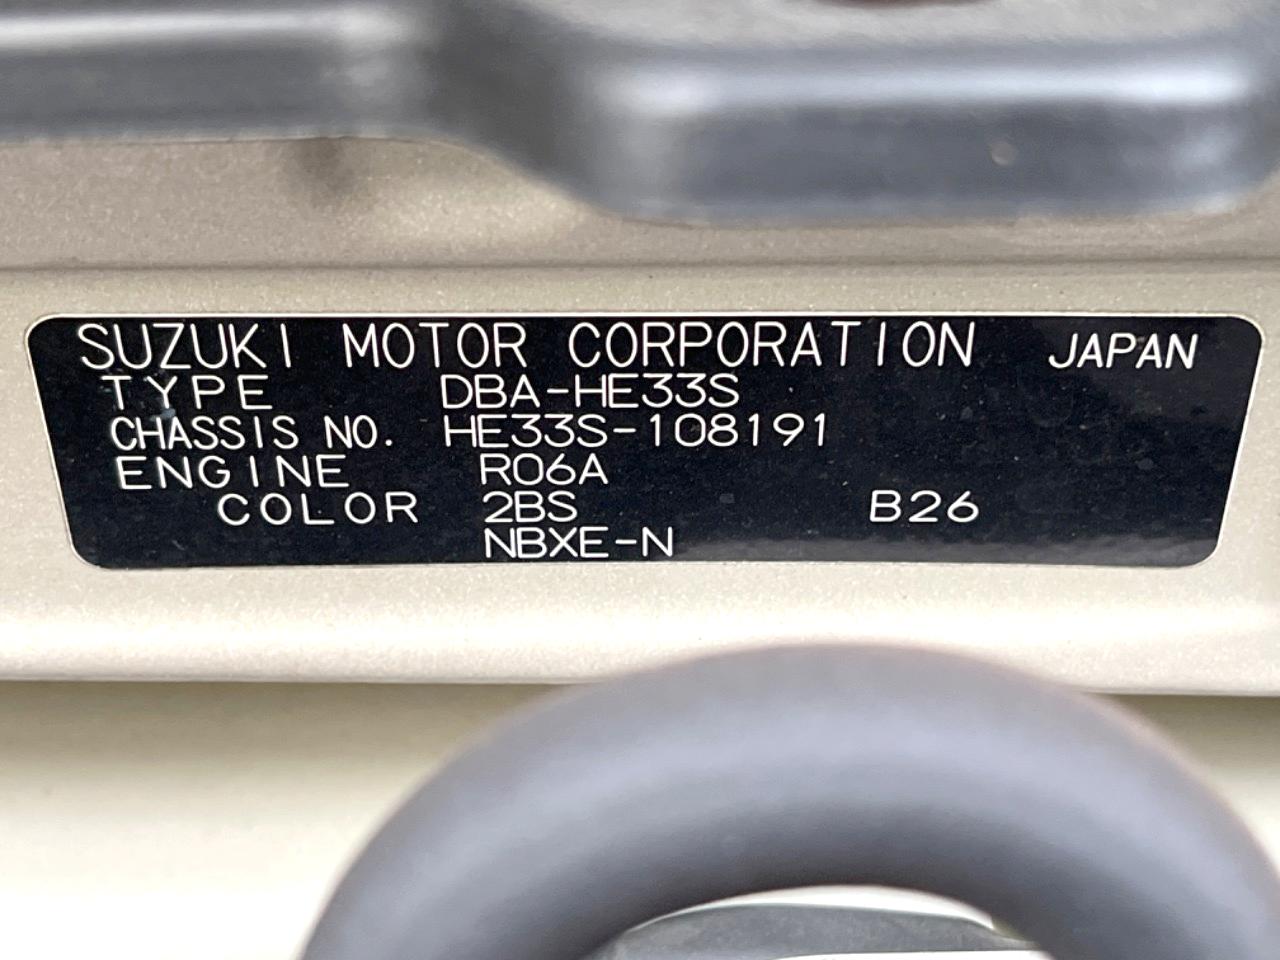 SUZUKI MOTOR CORPORATION JAPAN
TYPE DBA-HE33S
CHASSIS NO. HE33S-108191
ENGINE R06A
COLOR 2BS B26
NBXE-N